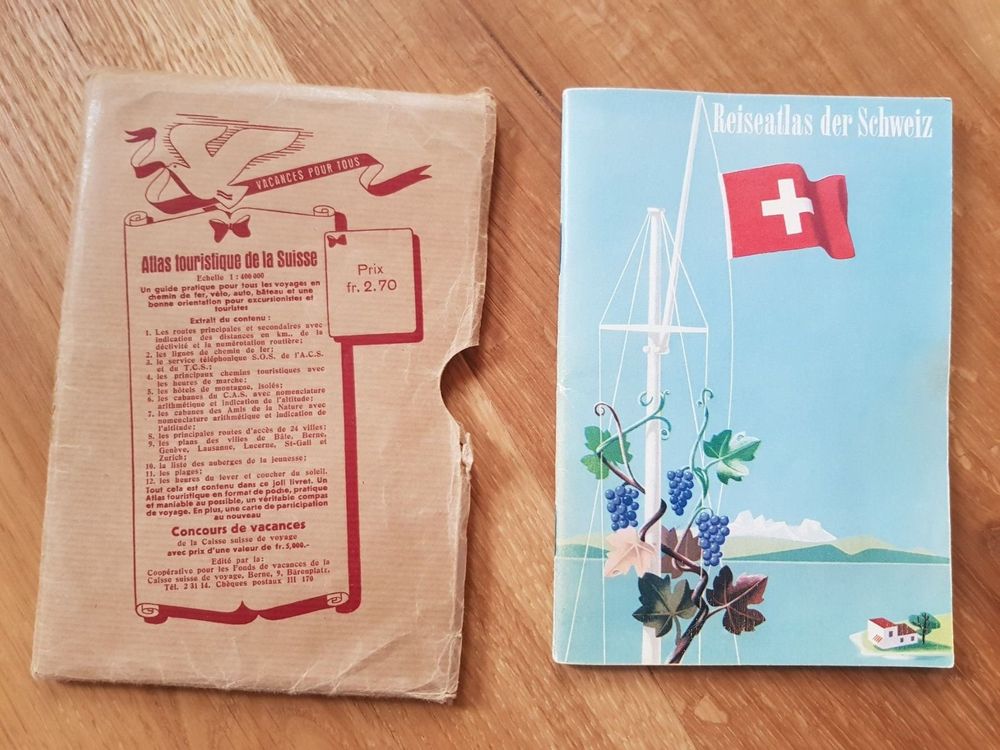 VACANCES POUR TOUS
Atlas touristique de la Suisse
Echelle 1 : 400 000
Un guide pratique pour tous les voyages en
chemin de fer, vélo, auto, bâteau et une
bonne orientation pour excursionistes et
touristes
Extrait du contenu :
1. Les routes principales et secondaires avec
indication des distances en km., de la
déclivité et la numérotation routière;
2. les lignes de chemin de fer;
3. le service téléphonique S.O.S. de l'A.C.S.
et du T.C.S.;
4. les principaux chemins touristiques avec
les heures de marche;
5. les hôtels de montagne, isolés;
6. les cabanes du C.A.S. avec nomenclature
arithmétique et indication de l'altitude;
7. les cabanes des Amis de la Nature avec
nomenclature arithmétique et indication de
l'altitude;
8. les principales routes d'accès de 24 villes;
9. les plans des villes de Bâle, Berne,
Genève, Lausanne, Lucerne, St-Gall et
Zurich;
10. la liste des auberges de la jeunesse;
11. les plages;
12. les heures du lever et coucher du soleil.
Tout cela est contenu dans ce joli livret. Un
Atlas touristique en format de poche, pratique
et maniable au possible, un véritable compas
de voyage. En plus, une carte de participation
au nouveau
Concours de vacances
de la Caisse suisse de voyage
avec prix d'une valeur de fr. 5,000.-
Edité par la:
Coopérative pour les Fonds de vacances de la
Caisse suisse de voyage, Berne, 9, Bärenplatz.
Tél. 2 31 14. Chèques postaux III 170
Prix
fr. 2.70
Reiseatlas der Schweiz